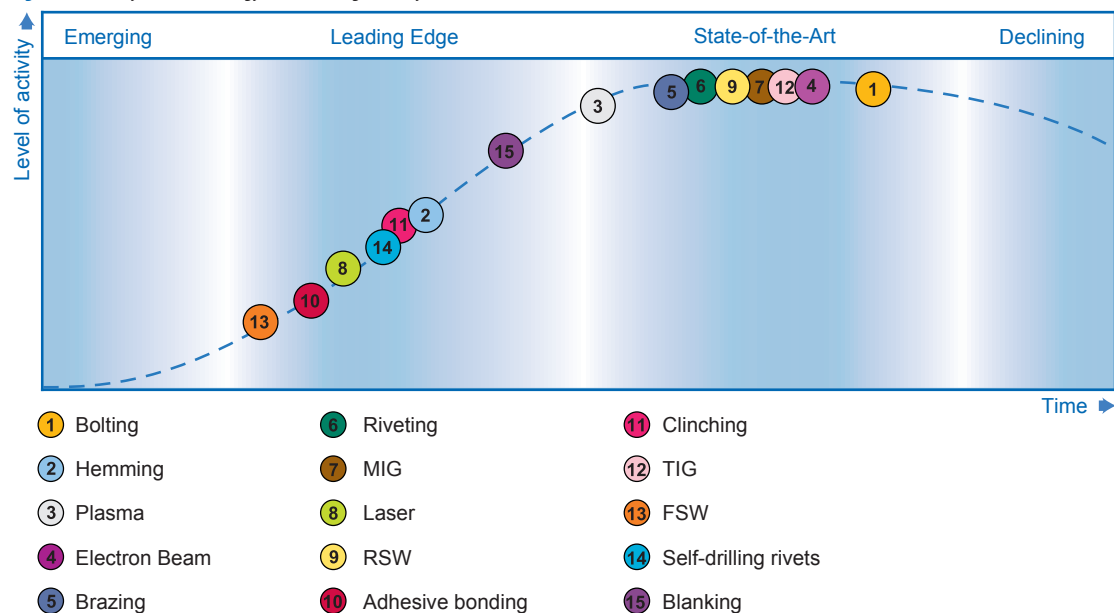 Emerging Leading Edge State-of-the-Art Declining
Level of activity
3 5 6 9 7 12 4 1
15
11 2
14
8
10
13
Time
1 Bolting 6 Riveting 11 Clinching
2 Hemming 7 MIG 12 TIG
3 Plasma 8 Laser 13 FSW
4 Electron Beam 9 RSW 14 Self-drilling rivets
5 Brazing 10 Adhesive bonding 15 Blanking